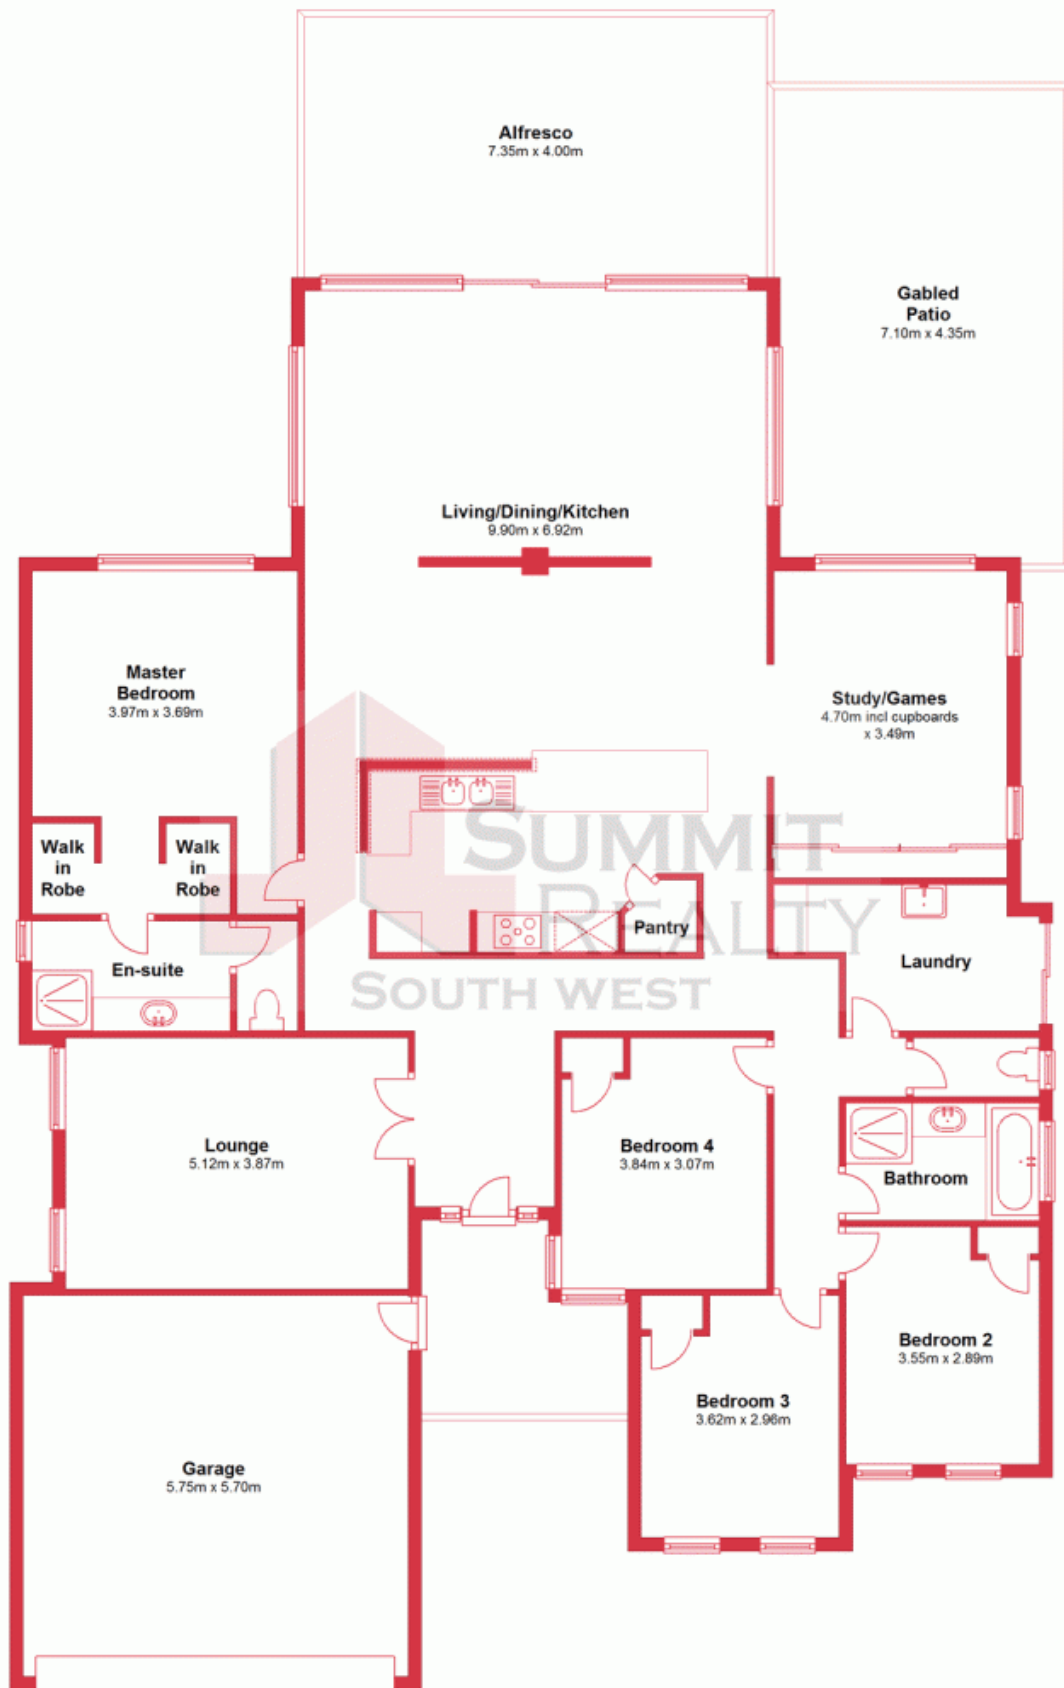 Alfresco
7.35m x 4.00m
Gabled
Patio
7.10m x 4.35m
Living/Dining/Kitchen
9.90m x 6.92m
Master
Bedroom
3.97m x 3.69m
Study/Games
4.70m incl cupboards
x 3.49m
Walk
in
Robe
Walk
in
Robe
SUMMIT
REALTY
SOUTH WEST
Pantry
En-suite
Laundry
Lounge
5.12m x 3.87m
Bedroom 4
3.84m x 3.07m
Bathroom
Bedroom 2
3.55m x 2.89m
Bedroom 3
3.62m x 2.96m
Garage
5.75m x 5.70m